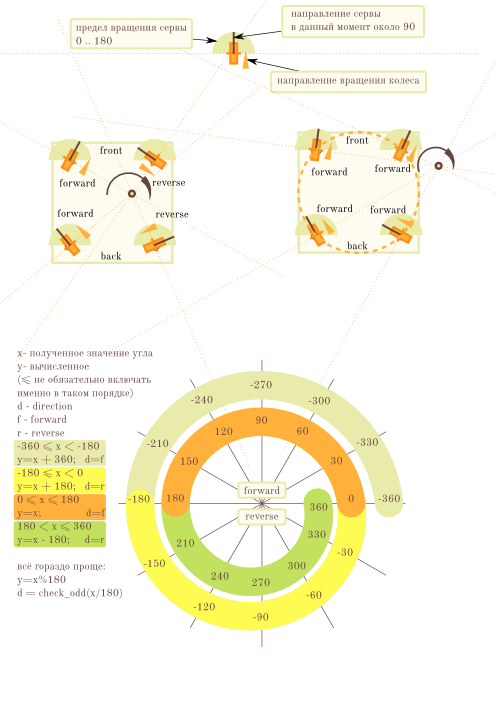 предел вращения сервы
0 .. 180
направление сервы
в данный момент около 90
направление вращения колеса
front
forward
reverse
forward
reverse
back
front
forward
forward
forward
forward
back
x- полученное значение угла
y- вычисленное
(⩽ не обязательно включать
именно в таком порядке)
d - direction
f - forward
r - reverse
-360 ⩽ x < -180
y=x + 360; d=f
-180 ⩽ x < 0
y=x + 180; d=r
0 ⩽ x ⩽ 180
y=x; d=f
180 < x ⩽ 360
y=x - 180; d=r
всё гораздо проще:
y=x%180
d = check_odd(x/180)
-270
-240
-300
-210
-330
-180
-360
90
120
60
150
30
180
0
forward
reverse
360
210
330
240
300
270
-150
-30
-120
-60
-90